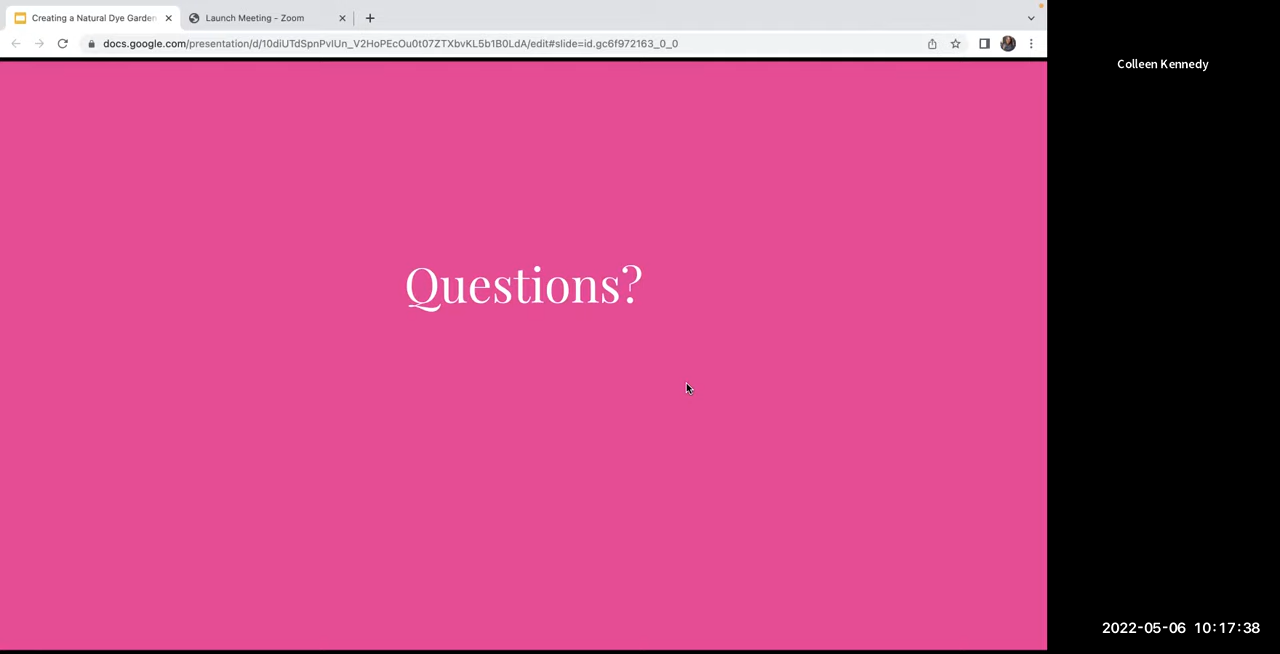 Creating a Natural Dye Garden
Launch Meeting - Zoom
docs.google.com/presentation/d/10diUTdSpnPvIUn_V2HoPEcOu0t07ZTXbvKL5b1B0LdA/edit#slide=id.gc6f972163_0_0
Colleen Kennedy
Questions?
2022-05-06 10:17:38